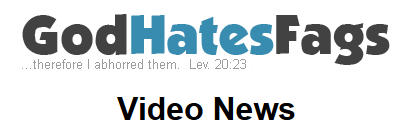 GodHatesFags
...therefore I abhorred them. Lev. 20:23
Video News